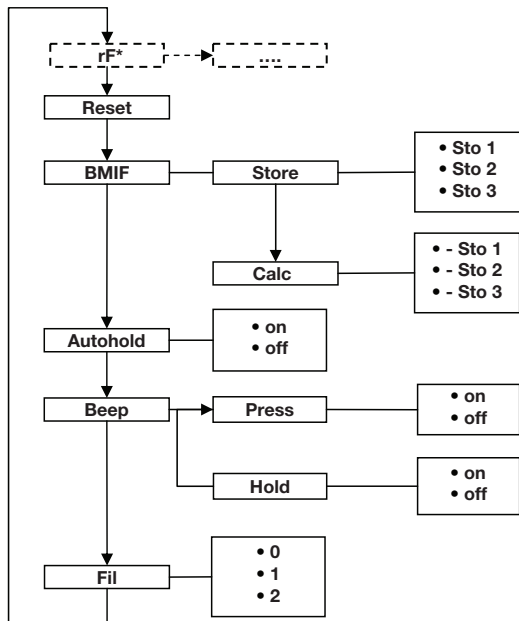 rF*
....
Reset
BMIF
Store
• Sto 1
• Sto 2
• Sto 3
Calc
• - Sto 1
• - Sto 2
• - Sto 3
Autohold
• on
• off
Beep
Press
• on
• off
Hold
• on
• off
Fil
• 0
• 1
• 2